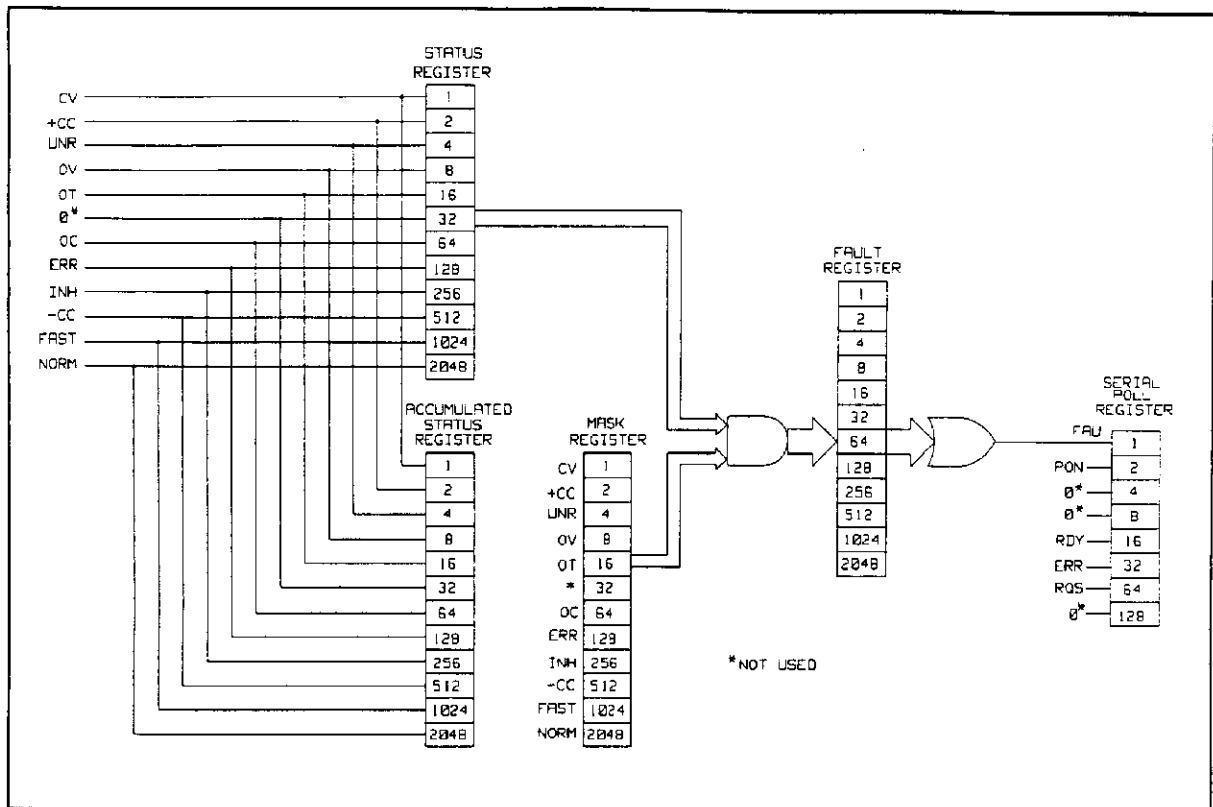 STATUS
REGISTER
CV 1
+CC 2
UNR 4
OV 8
OT 16
0* 32
OC 64
ERR 128
INH 256
-CC 512
FAST 1024
NORM 2048
ACCUMULATED
STATUS
REGISTER
1
2
4
8
16
32
64
128
256
512
1024
2048
MASK
REGISTER
CV 1
+CC 2
UNR 4
OV 8
OT 16
* 32
OC 64
ERR 128
INH 256
-CC 512
FAST 1024
NORM 2048
*NOT USED
FAULT
REGISTER
1
2
4
8
16
32
64
128
256
512
1024
2048
SERIAL
POLL
REGISTER
FAU 1
PON 2
0* 4
0* 8
RDY 16
ERR 32
RQS 64
0* 128